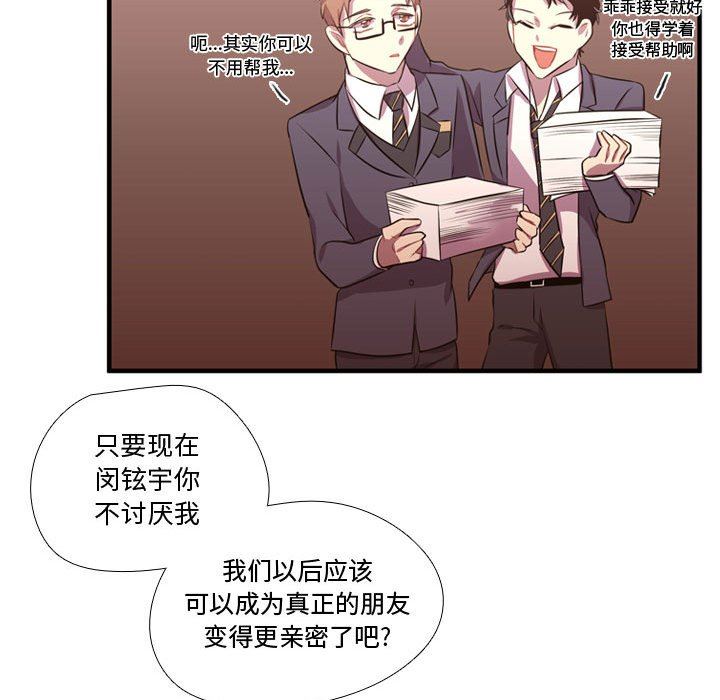 呃...其实你可以
不用帮我...
乖乖接受就好
你也得学着
接受帮助啊
只要现在
闵铉宇你
不讨厌我
我们以后应该
可以成为真正的朋友
变得更亲密了吧?